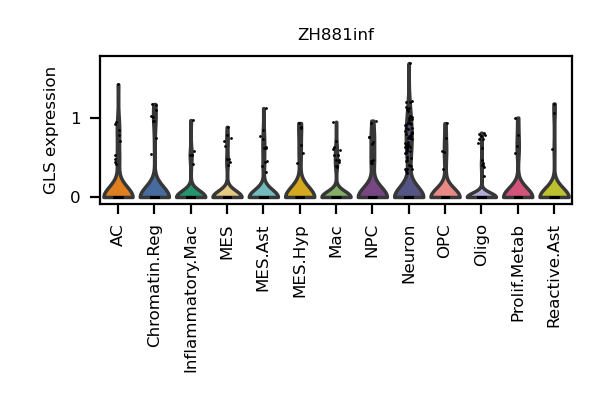 ZH881inf
GLS expression
1
0
AC
Chromatin.Reg
Inflammatory.Mac
MES
MES.Ast
MES.Hyp
Mac
NPC
Neuron
OPC
Oligo
Prolif.Metab
Reactive.Ast